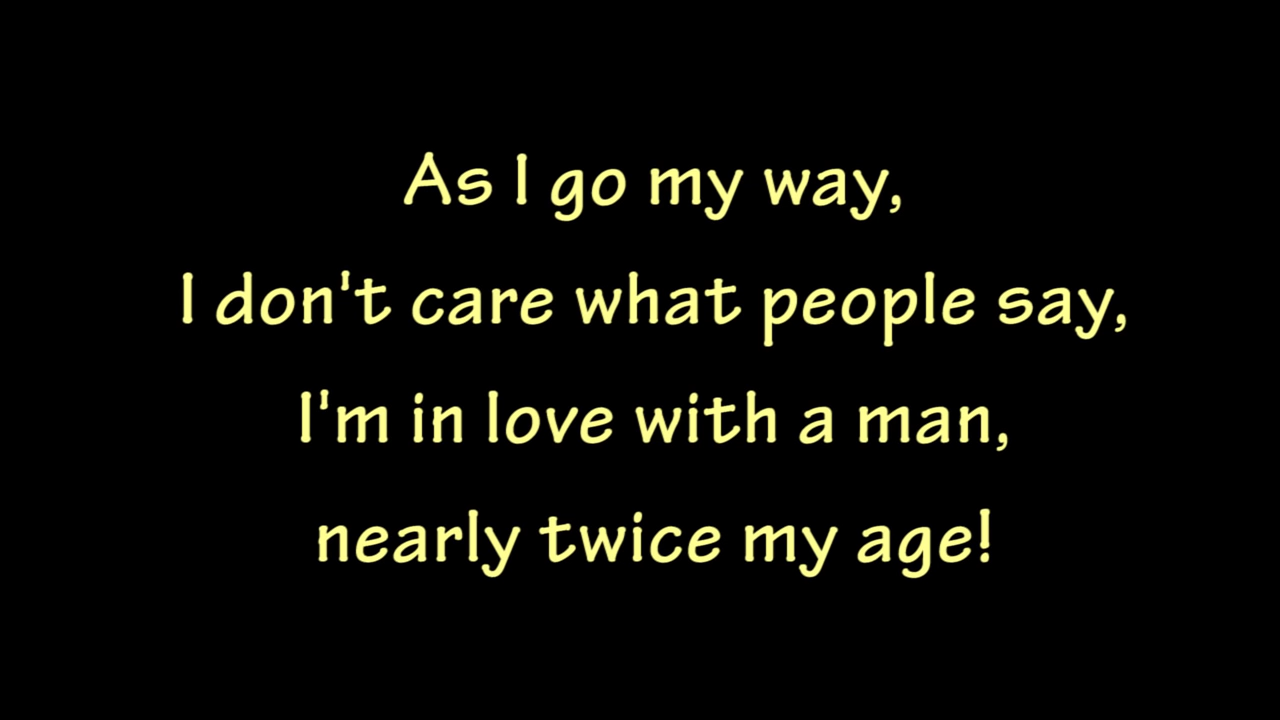 As I go my way,
I don't care what people say,
I'm in love with a man,
nearly twice my age!